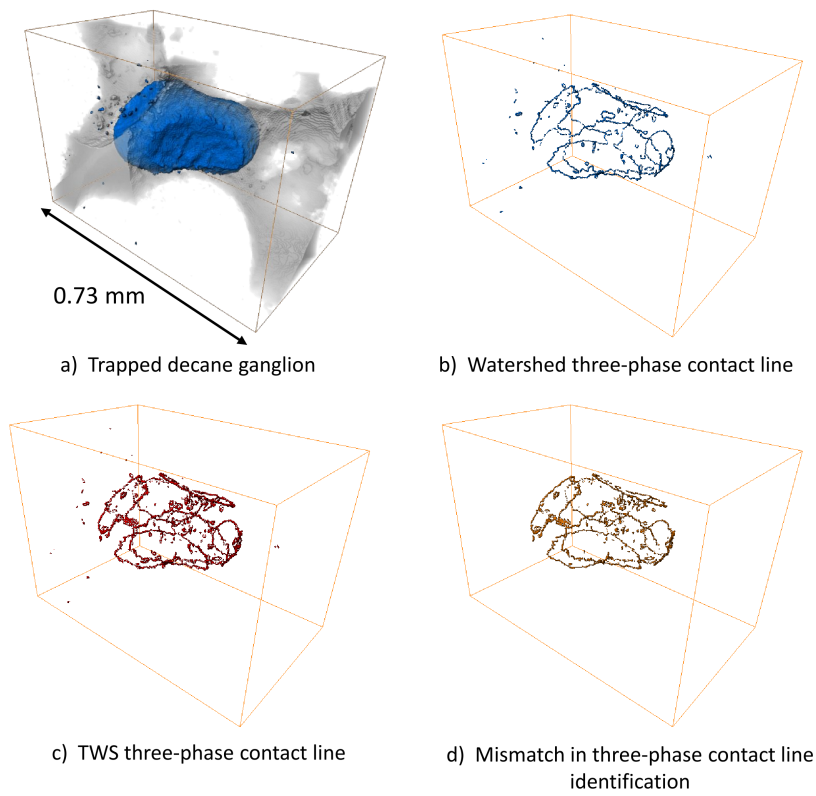 0.73 mm
a) Trapped decane ganglion
b) Watershed three-phase contact line
c) TWS three-phase contact line
d) Mismatch in three-phase contact line
identification